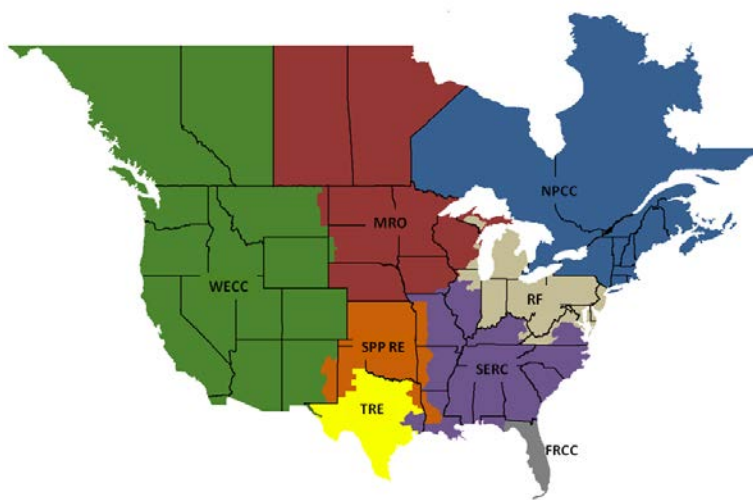 NPCC
MRO
WECC
RF
SPP RE
SERC
TRE
FRCC